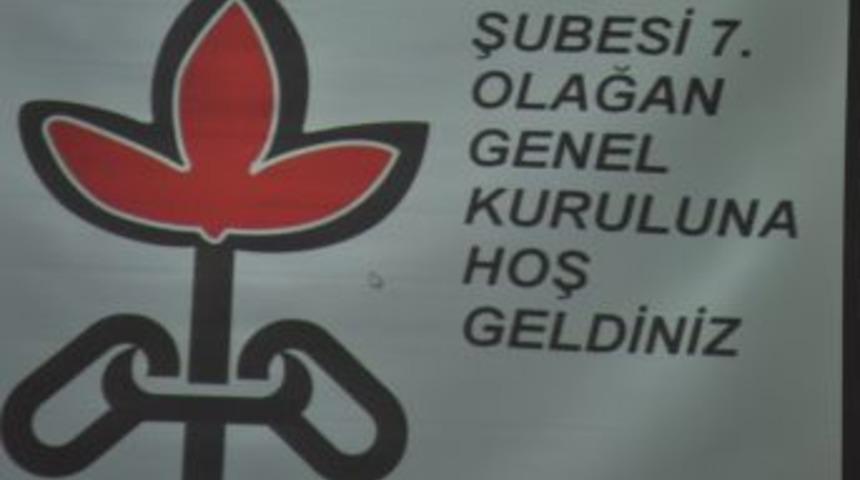 ŞUBESİ 7.
OLAĞAN
GENEL
KURULUNA
HOŞ
GELDİNİZ